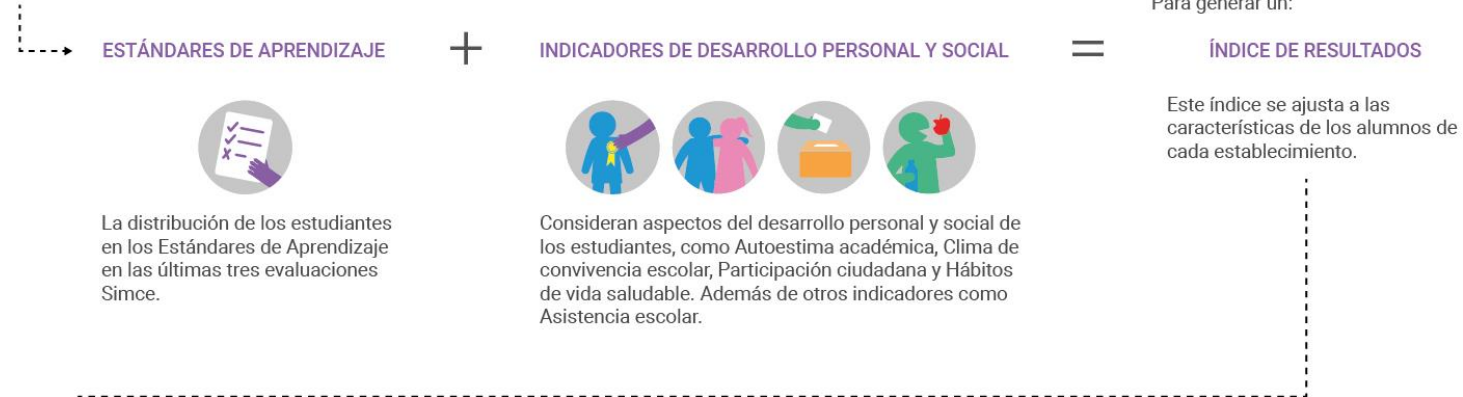 Para generar un:
ESTÁNDARES DE APRENDIZAJE
+
INDICADORES DE DESARROLLO PERSONAL Y SOCIAL
=
ÍNDICE DE RESULTADOS
La distribución de los estudiantes
en los Estándares de Aprendizaje
en las últimas tres evaluaciones
Simce.
Consideran aspectos del desarrollo personal y social de
los estudiantes, como Autoestima académica, Clima de
convivencia escolar, Participación ciudadana y Hábitos
de vida saludable. Además de otros indicadores como
Asistencia escolar.
Este índice se ajusta a las
características de los alumnos de
cada establecimiento.